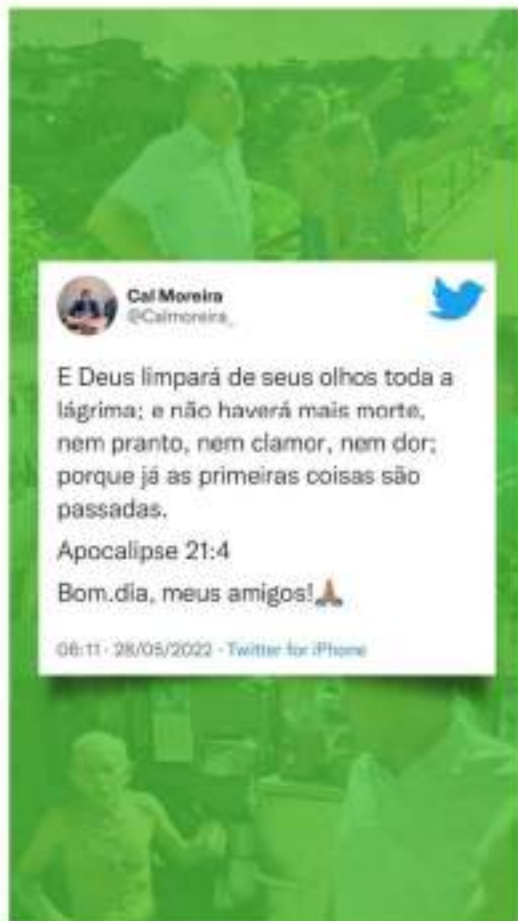 Cal Moreira
@Calmoreira_
E Deus limpará de seus olhos toda a
lágrima; e não haverá mais morte,
nem pranto, nem clamor, nem dor;
porque já as primeiras coisas são
passadas.
Apocalipse 21:4
Bom.dia, meus amigos!🙏🏽
06:11 · 28/05/2022 · Twitter for iPhone